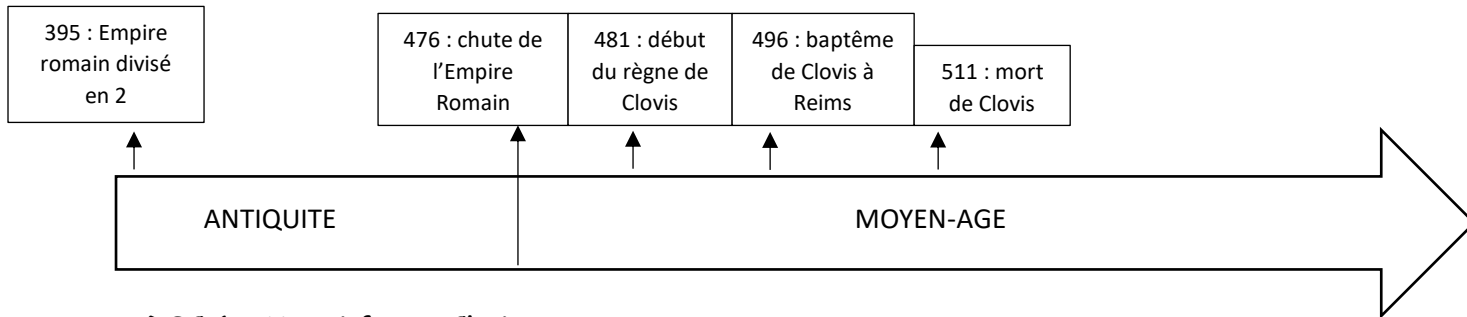 395 : Empire
romain divisé
en 2
476 : chute de
l’Empire
Romain
481 : début
du règne de
Clovis
496 : baptême
de Clovis à
Reims
511 : mort
de Clovis
ANTIQUITE
MOYEN-AGE